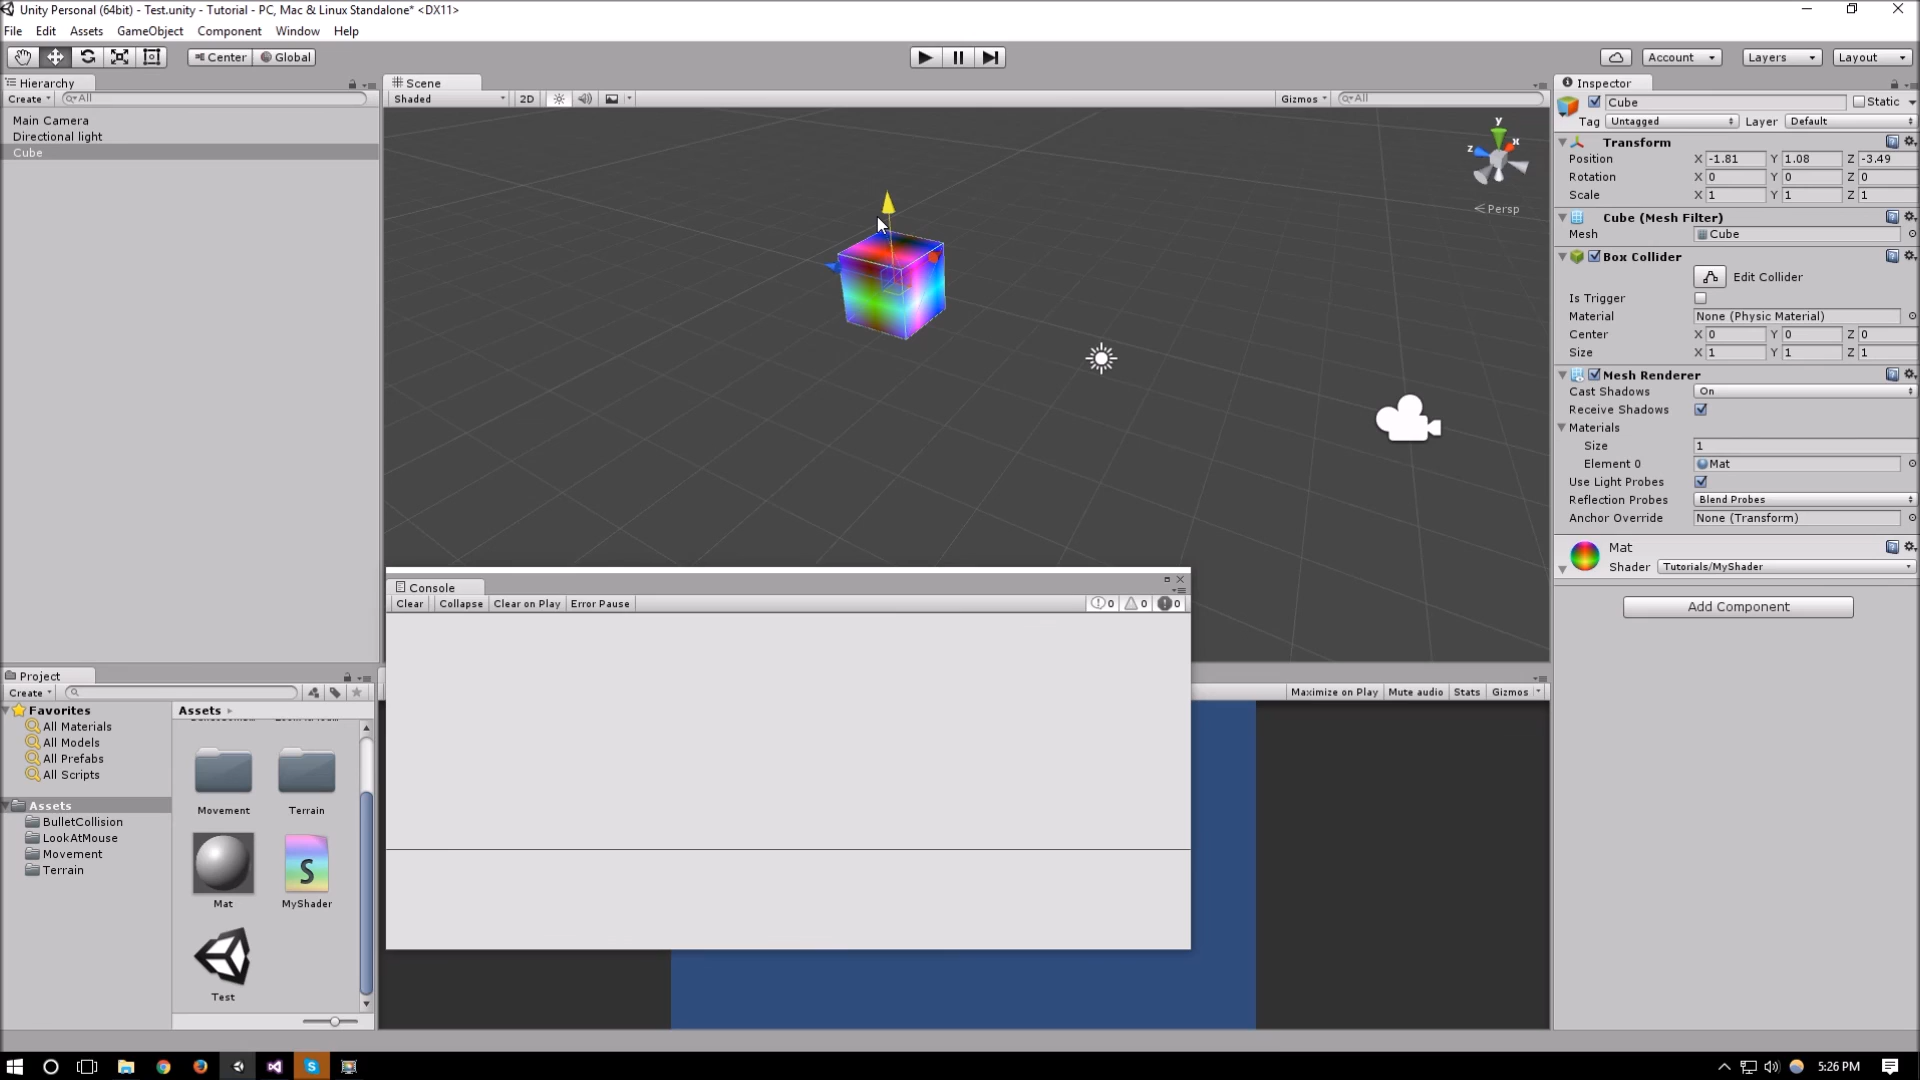 Unity Personal (64bit) - Test.unity - Tutorial - PC, Mac & Linux Standalone* <DX11>
File Edit Assets GameObject Component Window Help
Center Global Account Layers Layout
Hierarchy
Create All
Main Camera
Directional light
Cube
Scene
Shaded 2D Gizmos All
y
z x
Persp
Inspector
Cube Static
Tag Untagged Layer Default
Transform
Position X -1.81 Y 1.08 Z -3.49
Rotation X 0 Y 0 Z 0
Scale X 1 Y 1 Z 1
Cube (Mesh Filter)
Mesh Cube
Box Collider
Edit Collider
Is Trigger
Material None (Physic Material)
Center X 0 Y 0 Z 0
Size X 1 Y 1 Z 1
Mesh Renderer
Cast Shadows On
Receive Shadows
Materials
Size 1
Element 0 Mat
Use Light Probes
Reflection Probes Blend Probes
Anchor Override None (Transform)
Mat
Shader Tutorials/MyShader
Add Component
Console
Clear Collapse Clear on Play Error Pause 0 0 0
Maximize on Play Mute audio Stats Gizmos
Project
Create
Favorites
All Materials
All Models
All Prefabs
All Scripts
Assets
BulletCollision
LookAtMouse
Movement
Terrain
Assets
Movement Terrain
S
Mat MyShader
Test
S
5:26 PM